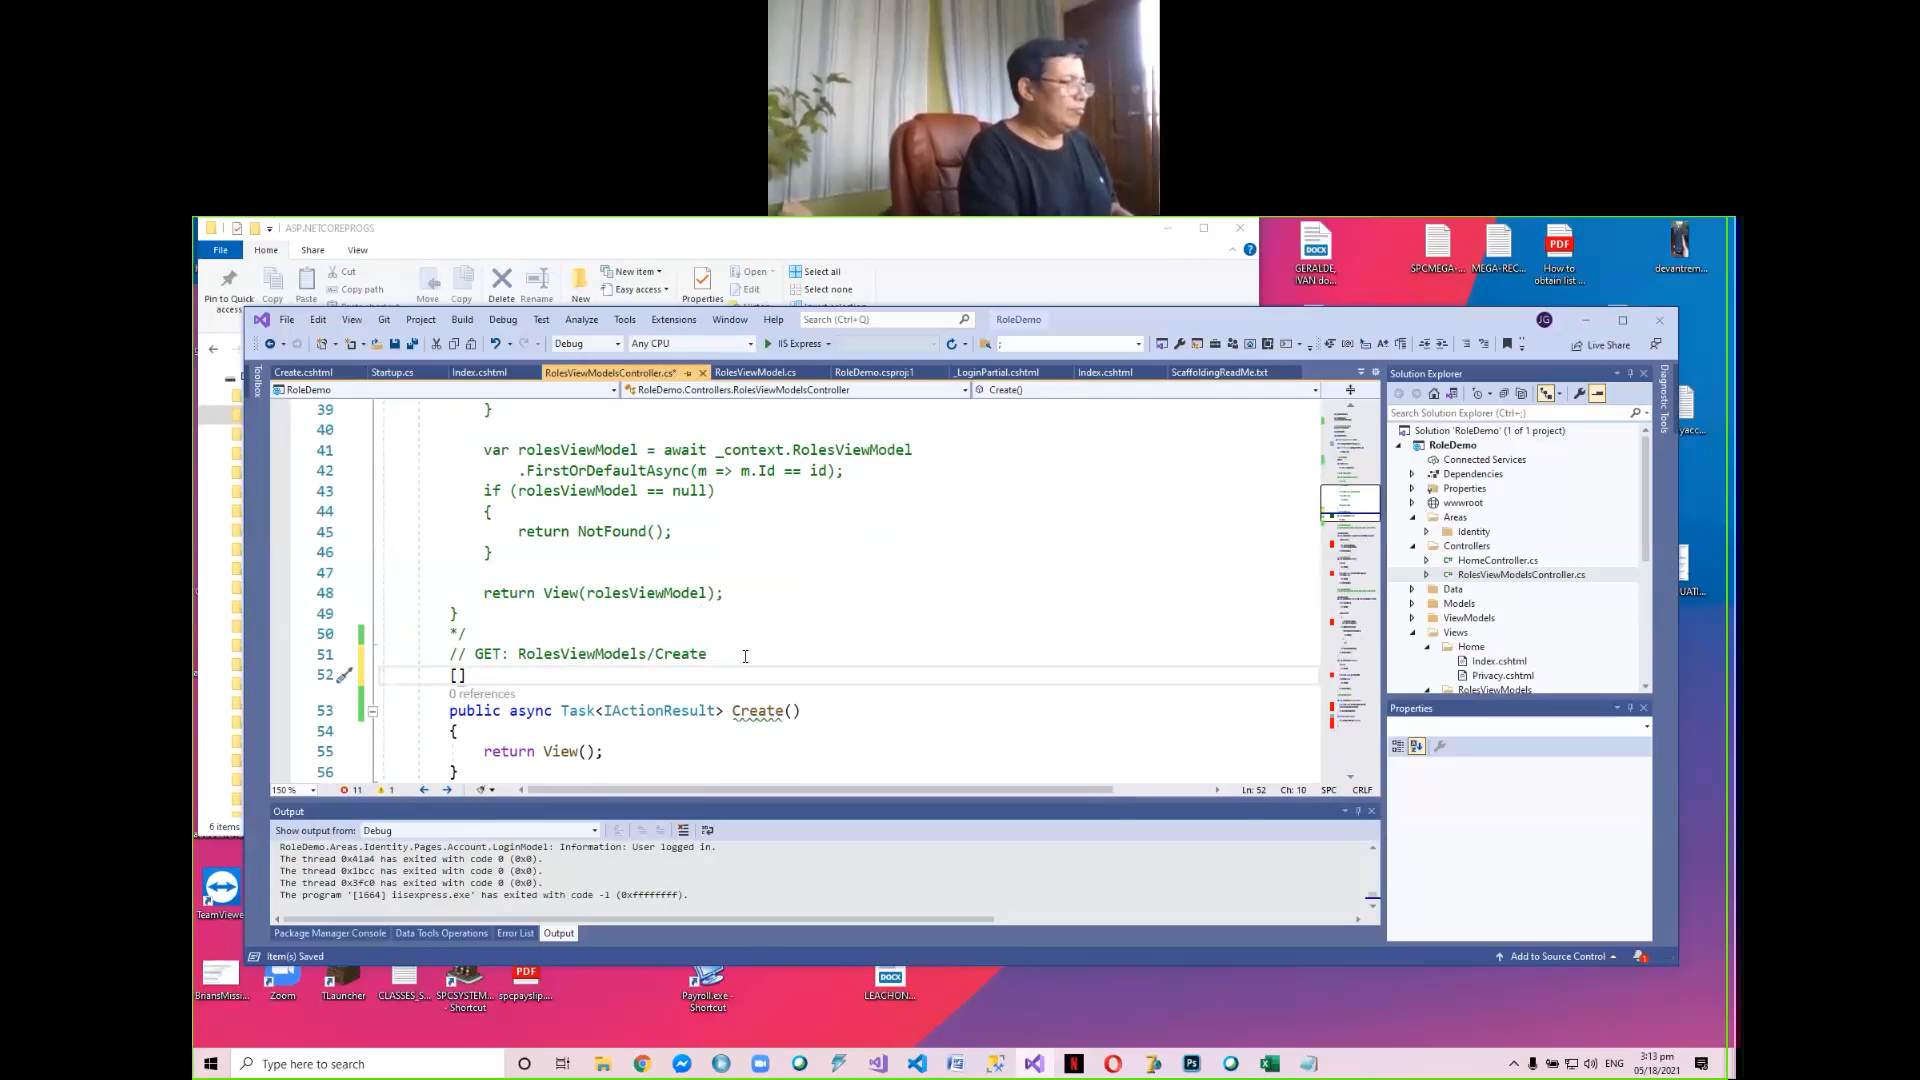 ASP.NETCOREPROGS
File Home Share View
Pin to Quick access
Copy
Paste
Cut
Copy path
Move
Copy
Delete
Rename
New
New item
Easy access
Properties
Open
Edit
Select all
Select none
GERALDE, IVAN do...
SPCMEGA-...
MEGA-REC...
How to obtain list ...
devantrem...
File Edit View Git Project Build Debug Test Analyze Tools Extensions Window Help Search (Ctrl+Q) RoleDemo JG
Debug Any CPU IIS Express ; Live Share
Create.cshtml Startup.cs Index.cshtml RolesViewModelsController.cs* RolesViewModel.cs RoleDemo.csproj:1 _LoginPartial.cshtml Index.cshtml ScaffoldingReadMe.txt
RoleDemo RoleDemo.Controllers.RolesViewModelsController Create()
Toolbox
39 }
40
41 var rolesViewModel = await _context.RolesViewModel
42 .FirstOrDefaultAsync(m => m.Id == id);
43 if (rolesViewModel == null)
44 {
45 return NotFound();
46 }
47
48 return View(rolesViewModel);
49 }
50 */
51 // GET: RolesViewModels/Create
52 []
0 references
53 public async Task<IActionResult> Create()
54 {
55 return View();
56 }
150 % 11 1 Ln: 52 Ch: 10 SPC CRLF
Output
Show output from: Debug
RoleDemo.Areas.Identity.Pages.Account.LoginModel: Information: User logged in.
The thread 0x41a4 has exited with code 0 (0x0).
The thread 0x1bcc has exited with code 0 (0x0).
The thread 0x3fc0 has exited with code 0 (0x0).
The program '[1664] iisexpress.exe' has exited with code -1 (0xffffffff).
Package Manager Console Data Tools Operations Error List Output
Item(s) Saved Add to Source Control 1
Solution Explorer
Search Solution Explorer (Ctrl+;)
Solution 'RoleDemo' (1 of 1 project)
RoleDemo
Connected Services
Dependencies
Properties
wwwroot
Areas
Identity
Controllers
HomeController.cs
RolesViewModelsController.cs
Data
Models
ViewModels
Views
Home
Index.cshtml
Privacy.cshtml
RolesViewModels
Properties
Diagnostic Tools
6 items
TeamViewe
BriansMissi...
Zoom
TLauncher
CLASSES_S...
SPCSYSTEM... - Shortcut
spcpayslip....
Payroll.exe - Shortcut
LEACHON...
Type here to search
ENG
3:13 pm
05/18/2021